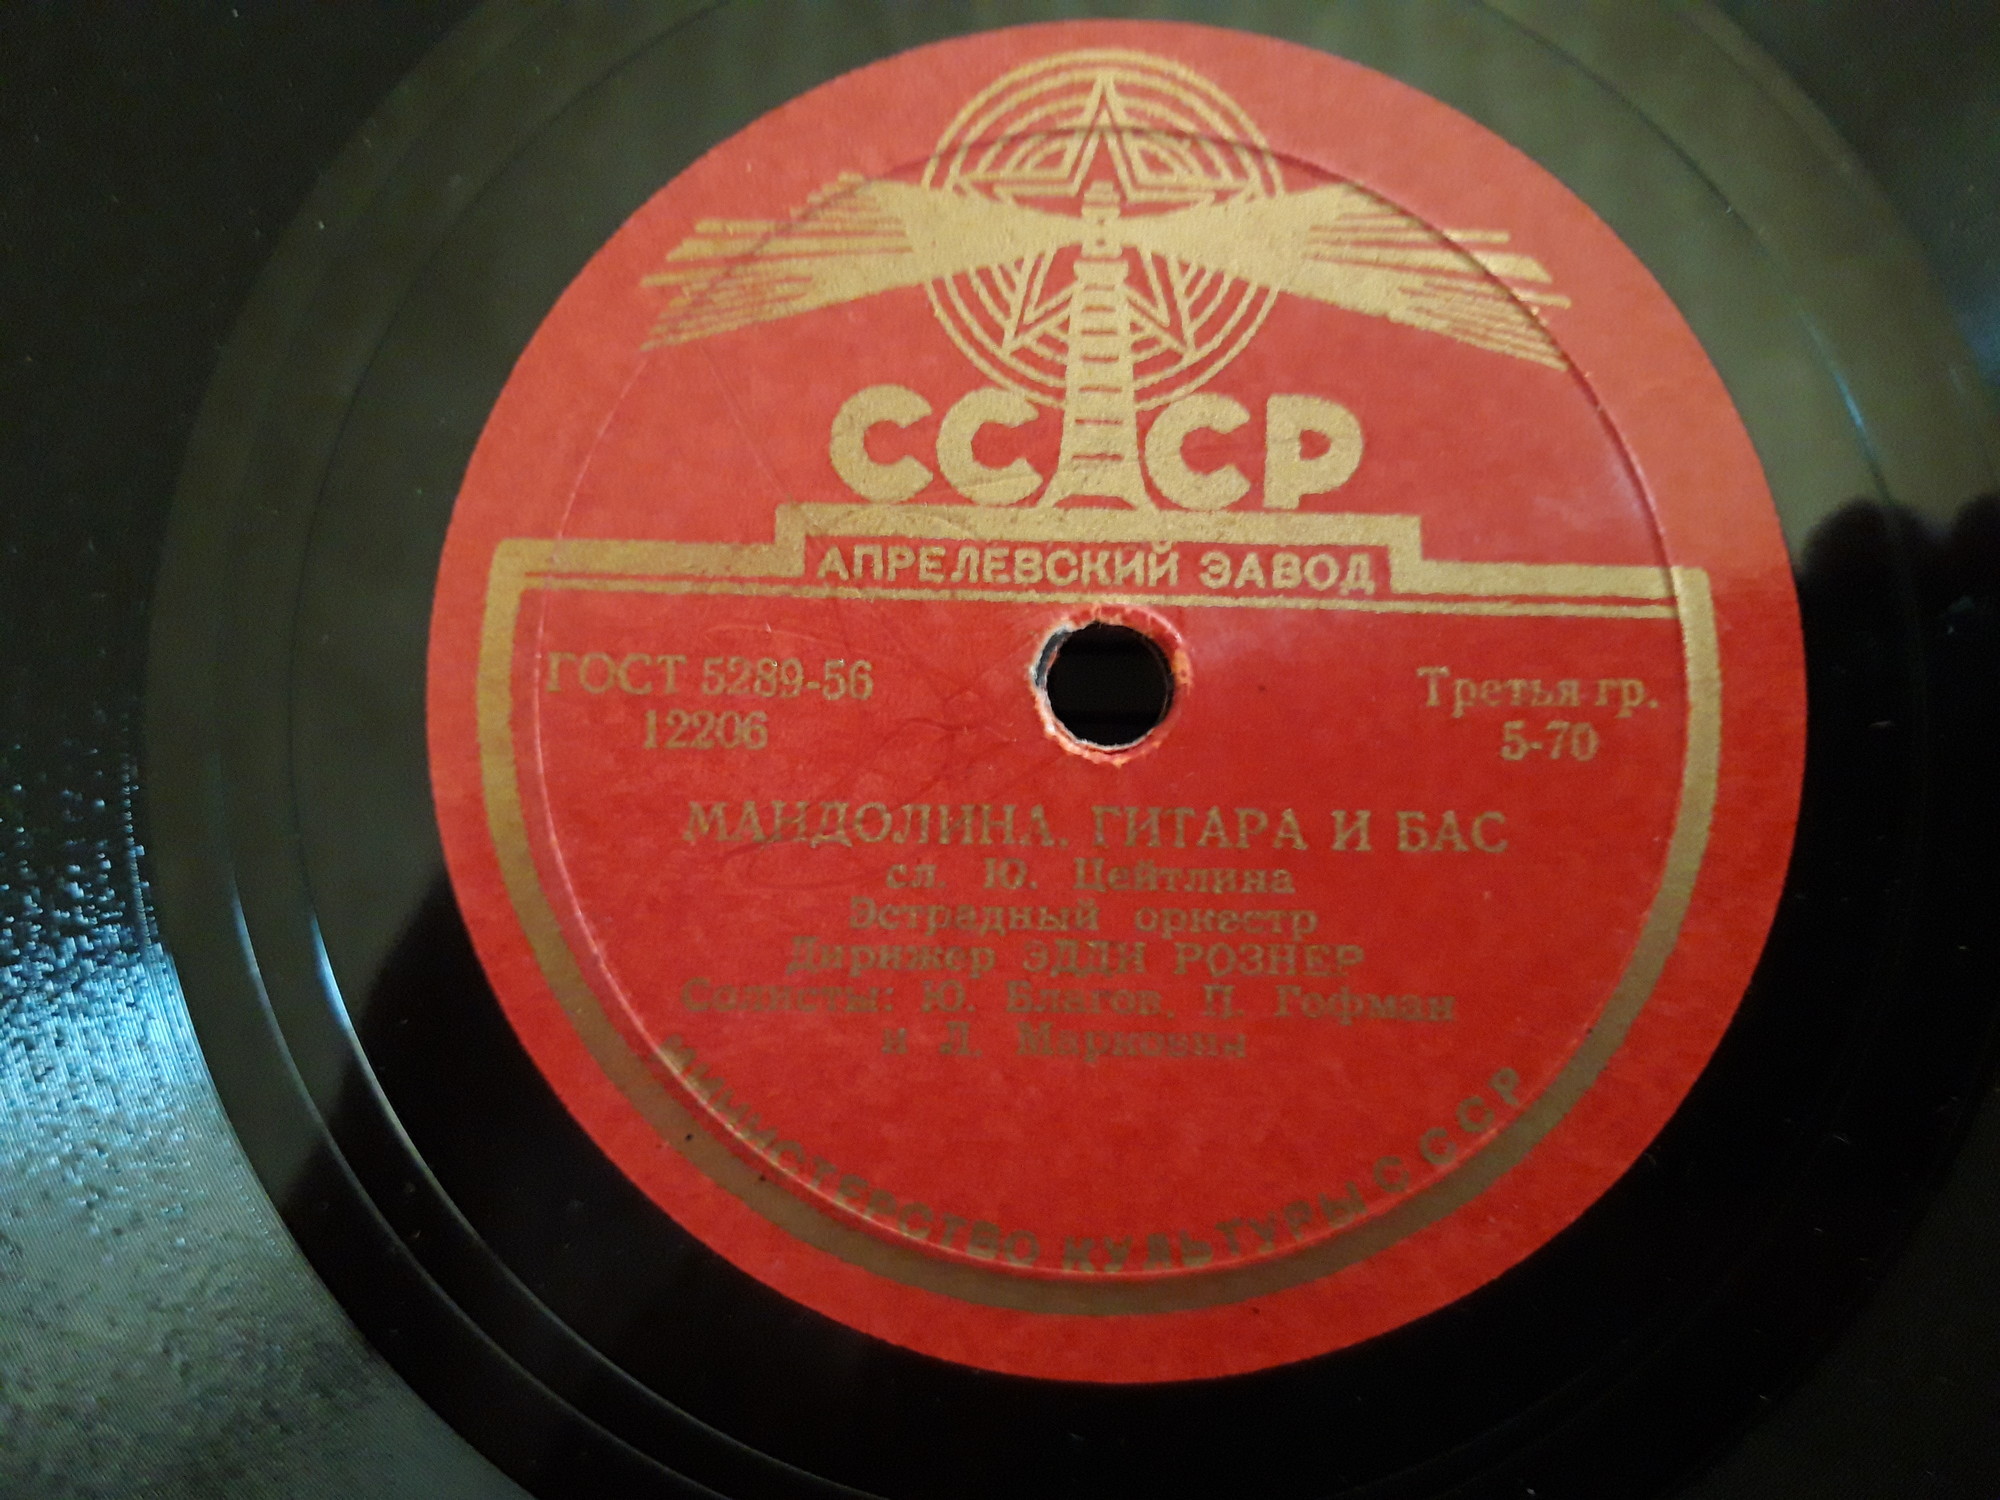 СССР
АПРЕЛЕВСКИЙ ЗАВОД
ГОСТ 5289-56
12206
Третья гр.
5-70
МАНДОЛИНА, ГИТАРА И БАС
сл. Ю. Цейтлина
Эстрадный оркестр
Дирижер ЭДДИ РОЗНЕР
Солисты: Ю. Благов, П. Гофман
и Л. Маркович
МИНИСТЕРСТВО КУЛЬТУРЫ СССР